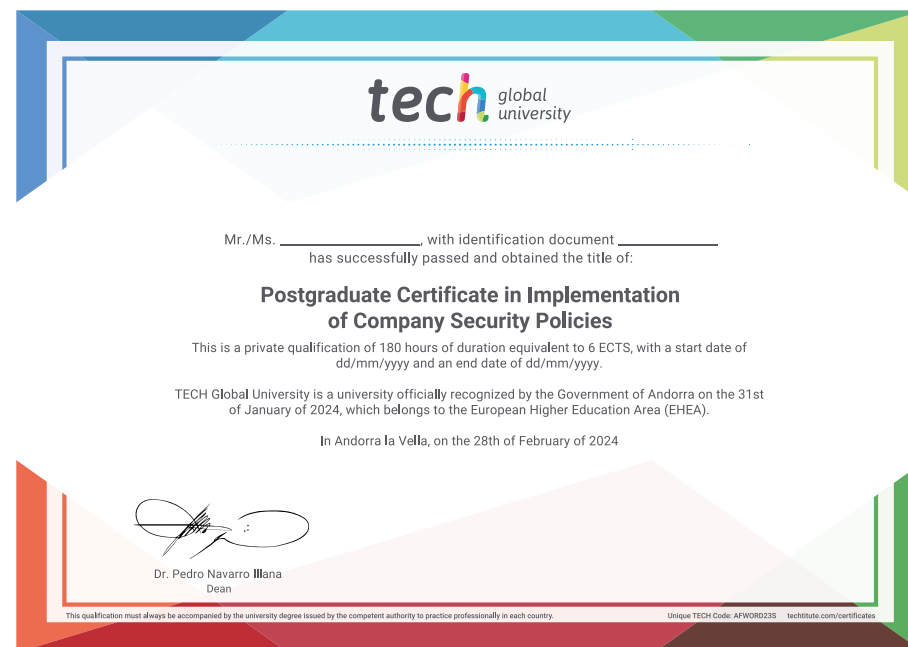 tech global university
Mr./Ms. ____________, with identification document ____________
has successfully passed and obtained the title of:
Postgraduate Certificate in Implementation
of Company Security Policies
This is a private qualification of 180 hours of duration equivalent to 6 ECTS, with a start date of
dd/mm/yyyy and an end date of dd/mm/yyyy.
TECH Global University is a university officially recognized by the Government of Andorra on the 31st
of January of 2024, which belongs to the European Higher Education Area (EHEA).
In Andorra la Vella, on the 28th of February of 2024
Dr. Pedro Navarro Illana
Dean
This qualification must always be accompanied by the university degree issued by the competent authority to practice professionally in each country.
Unique TECH Code: AFWORD23S techtitute.com/certificates